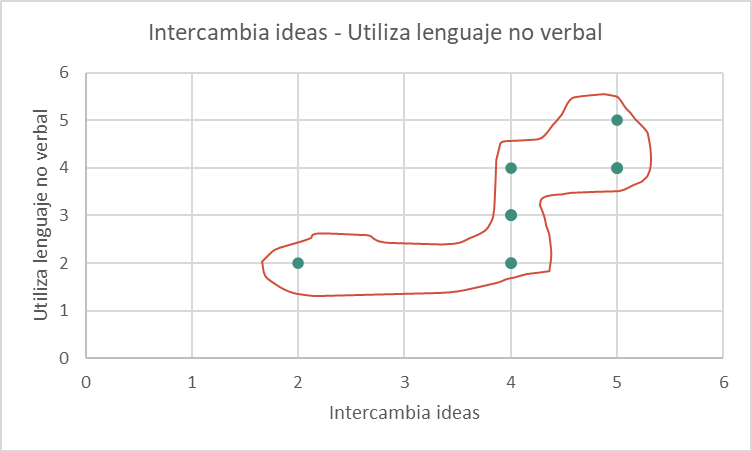 Intercambia ideas - Utiliza lenguaje no verbal
Utiliza lenguaje no verbal
6
5
4
3
2
1
0
0 1 2 3 4 5 6
Intercambia ideas